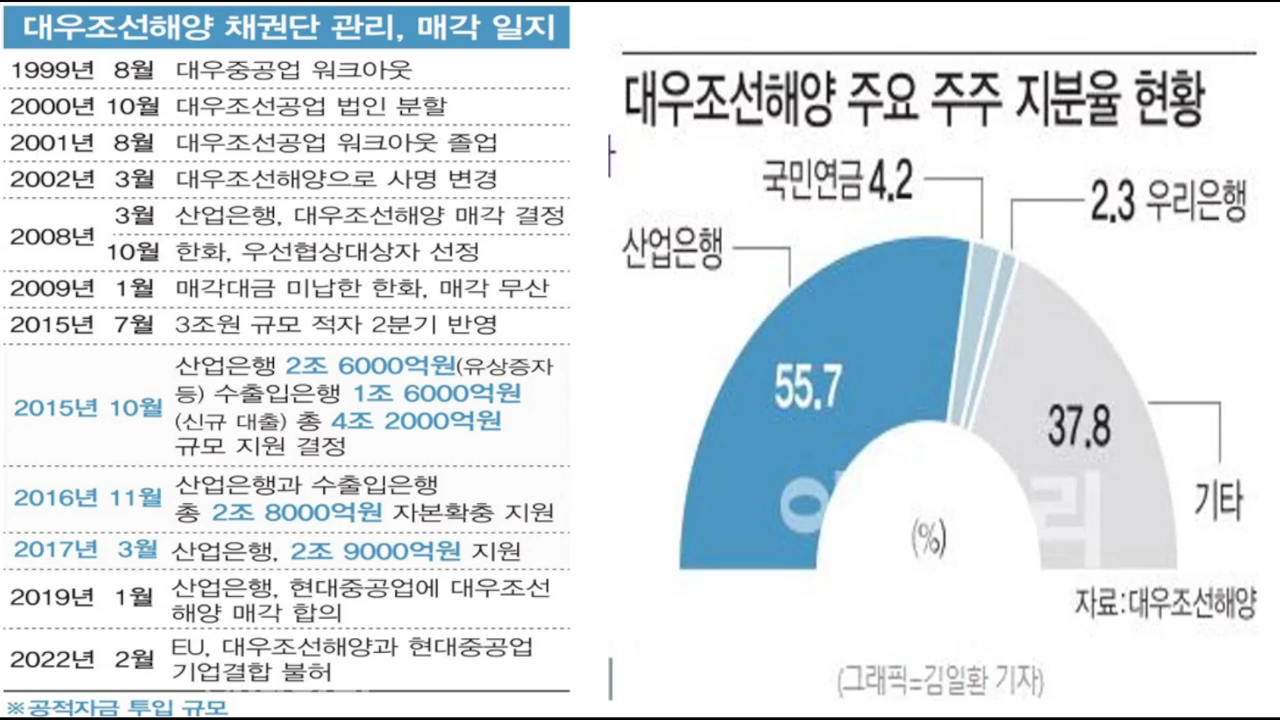 대우조선해양 채권단 관리, 매각 일지
1999년 8월 대우중공업 워크아웃
2000년 10월 대우조선공업 법인 분할
2001년 8월 대우조선공업 워크아웃 졸업
2002년 3월 대우조선해양으로 사명 변경
2008년
3월 산업은행, 대우조선해양 매각 결정
10월 한화, 우선협상대상자 선정
2009년 1월 매각대금 미납한 한화, 매각 무산
2015년 7월 3조원 규모 적자 2분기 반영
2015년 10월
산업은행 2조 6000억원(유상증자
등) 수출입은행 1조 6000억원
(신규 대출) 총 4조 2000억원
규모 지원 결정
2016년 11월
산업은행과 수출입은행
총 2조 8000억원 자본확충 지원
2017년 3월 산업은행, 2조 9000억원 지원
2019년 1월
산업은행, 현대중공업에 대우조선
해양 매각 합의
2022년 2월
EU, 대우조선해양과 현대중공업
기업결합 불허
※공적자금 투입 규모
대우조선해양 주요 주주 지분율 현황
국민연금 4.2
2.3 우리은행
산업은행
55.7
37.8
기타
(%)
자료:대우조선해양
(그래픽=김일환 기자)